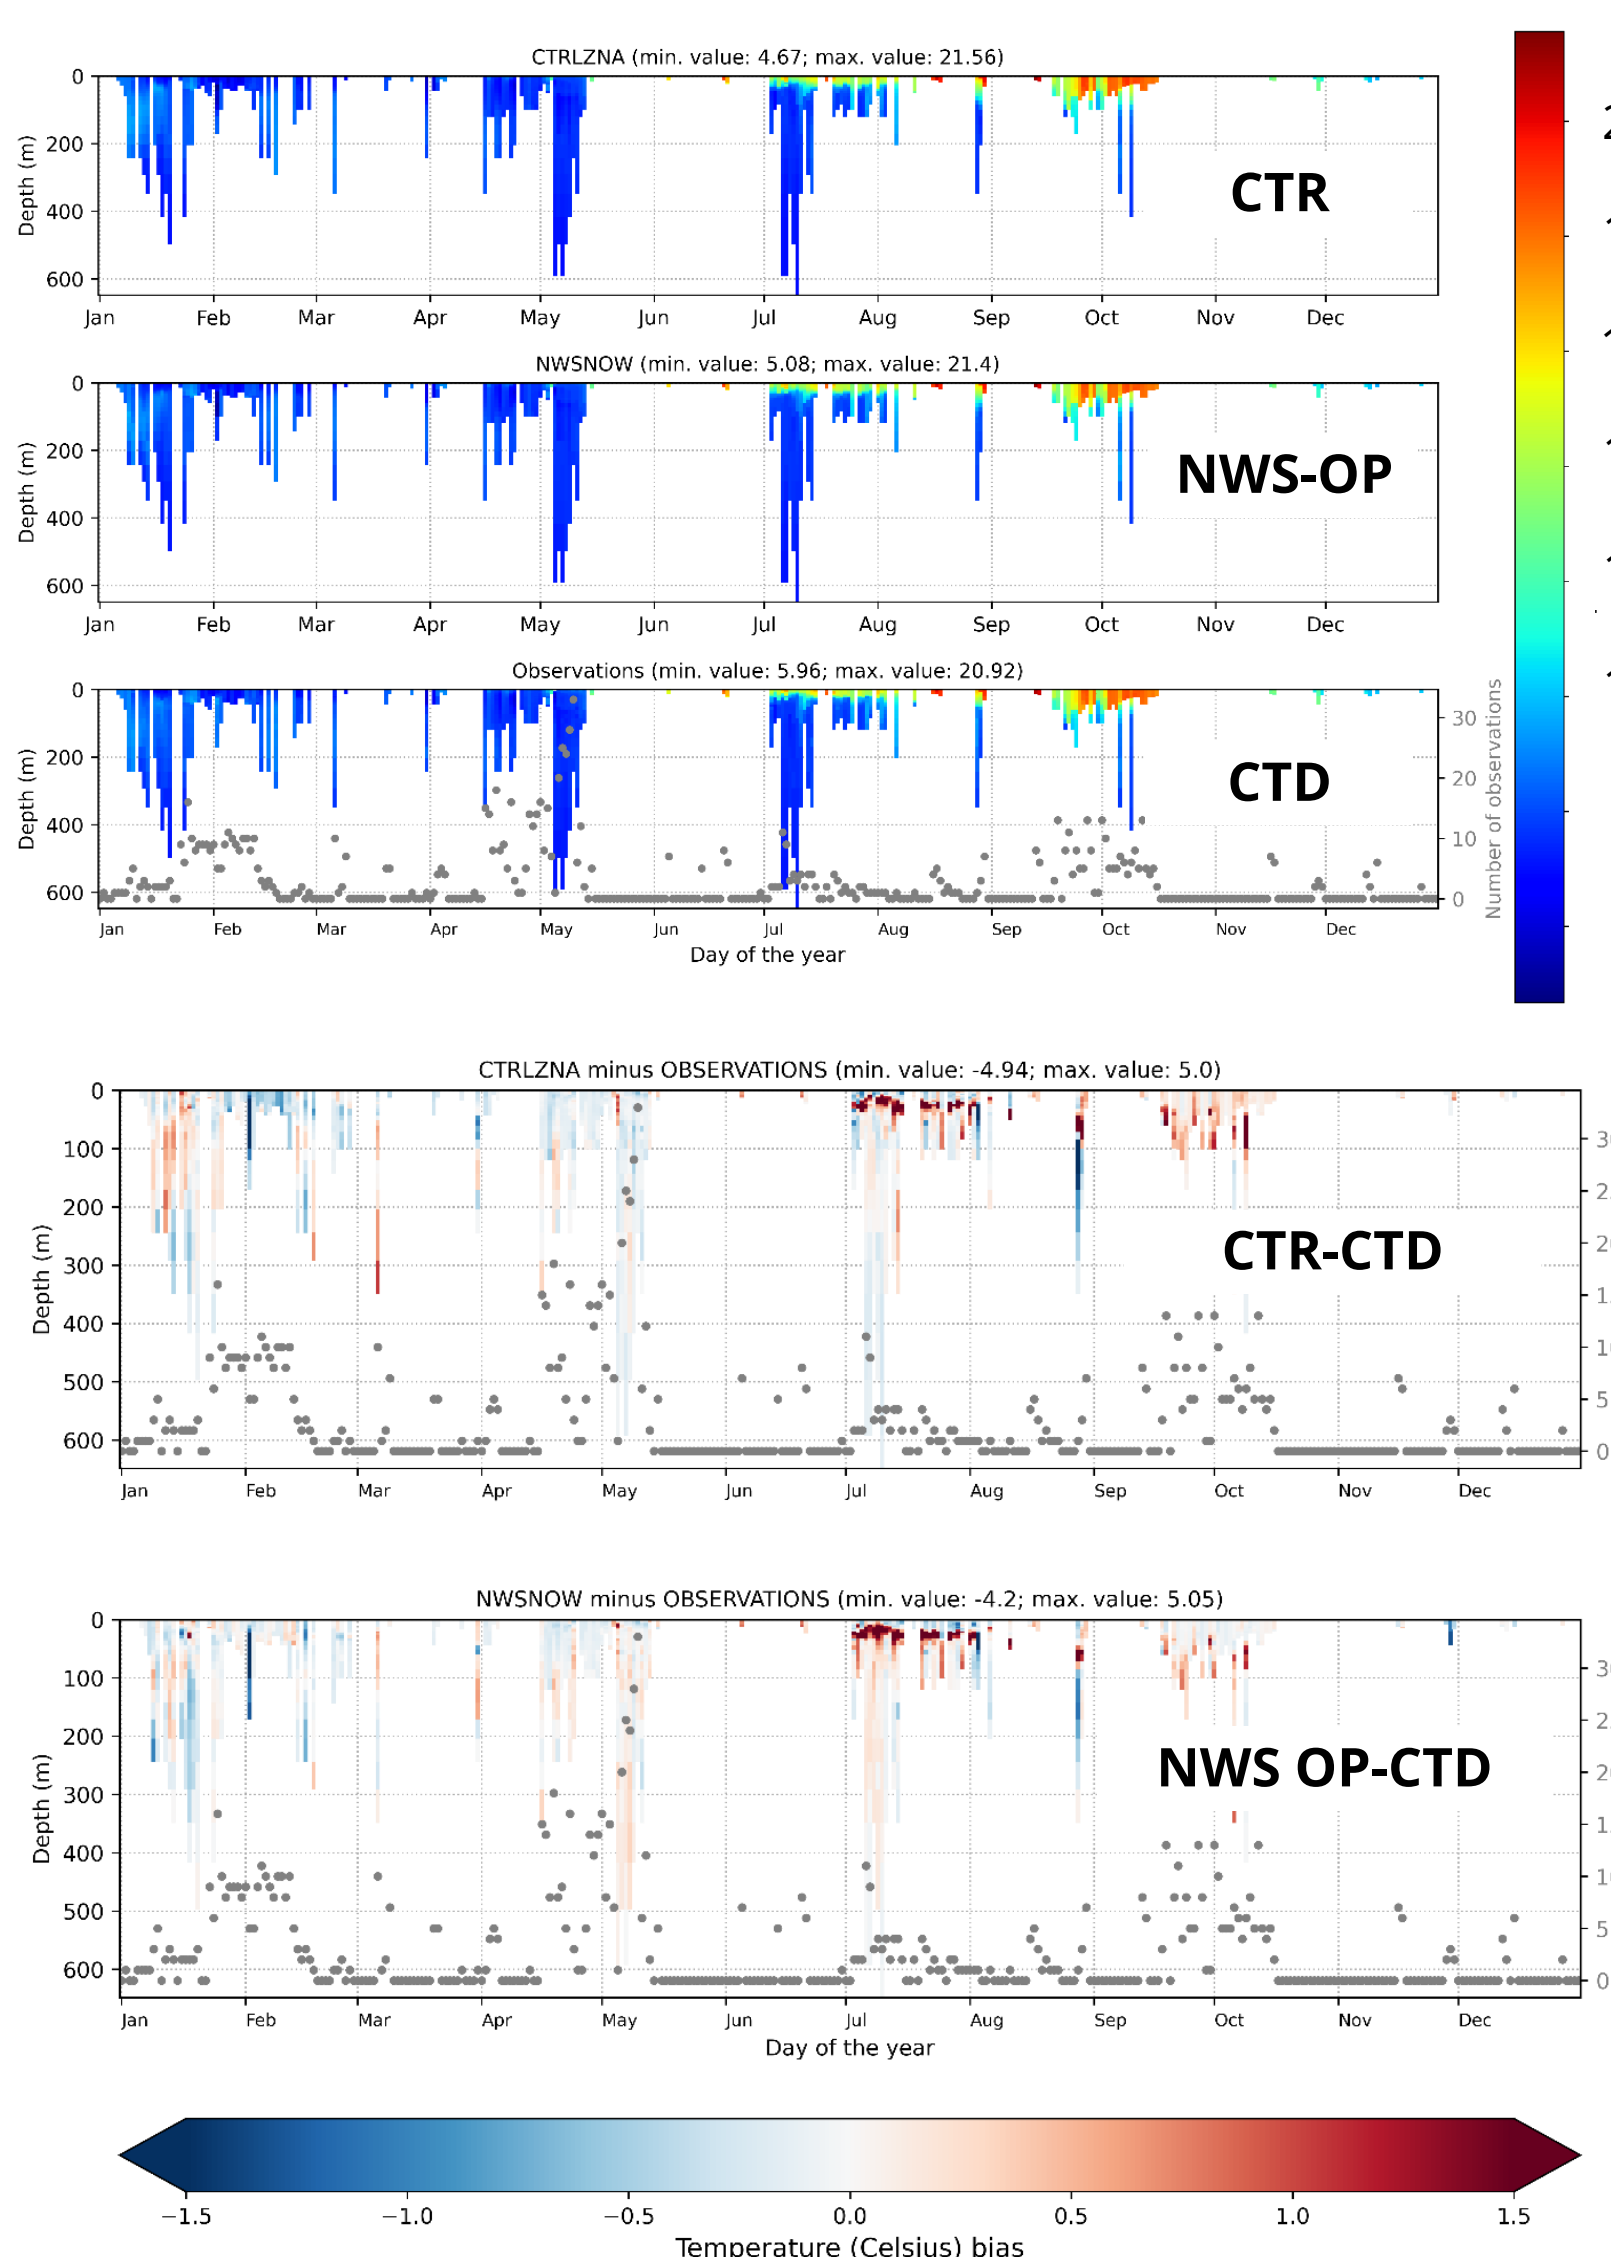 CTRLZNA (min. value: 4.67; max. value: 21.56)
0
200
400
600
Depth (m)
CTR
Jan Feb Mar Apr May Jun Jul Aug Sep Oct Nov Dec
NWSNOW (min. value: 5.08; max. value: 21.4)
0
200
400
600
Depth (m)
NWS-OP
Jan Feb Mar Apr May Jun Jul Aug Sep Oct Nov Dec
Observations (min. value: 5.96; max. value: 20.92)
0
200
400
600
Depth (m)
CTD
30
20
10
0
Number of observations
Jan Feb Mar Apr May Jun Jul Aug Sep Oct Nov Dec
Day of the year
CTRLZNA minus OBSERVATIONS (min. value: -4.94; max. value: 5.0)
0
100
200
300
400
500
600
Depth (m)
CTR-CTD
5
0
Jan Feb Mar Apr May Jun Jul Aug Sep Oct Nov Dec
NWSNOW minus OBSERVATIONS (min. value: -4.2; max. value: 5.05)
0
100
200
300
400
500
600
Depth (m)
NWS OP-CTD
5
0
Jan Feb Mar Apr May Jun Jul Aug Sep Oct Nov Dec
Day of the year
−1.5 −1.0 −0.5 0.0 0.5 1.0 1.5
Temperature (Celsius) bias